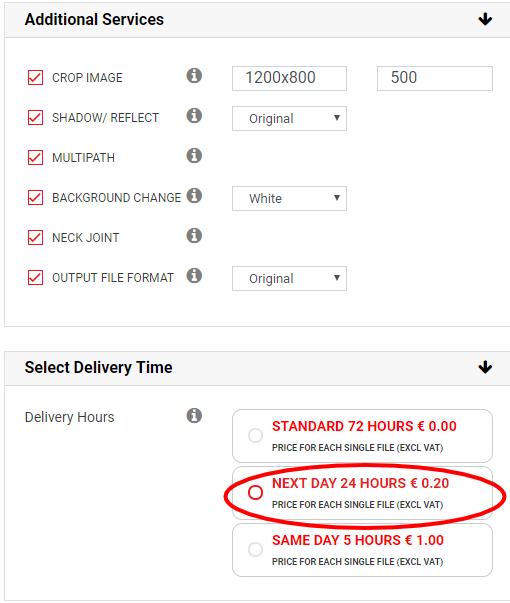 Additional Services
CROP IMAGE 1200x800 500
SHADOW/ REFLECT Original
MULTIPATH
BACKGROUND CHANGE White
NECK JOINT
OUTPUT FILE FORMAT Original
Select Delivery Time
Delivery Hours
STANDARD 72 HOURS € 0.00
PRICE FOR EACH SINGLE FILE (EXCL VAT)
NEXT DAY 24 HOURS € 0.20
PRICE FOR EACH SINGLE FILE (EXCL VAT)
SAME DAY 5 HOURS € 1.00
PRICE FOR EACH SINGLE FILE (EXCL VAT)